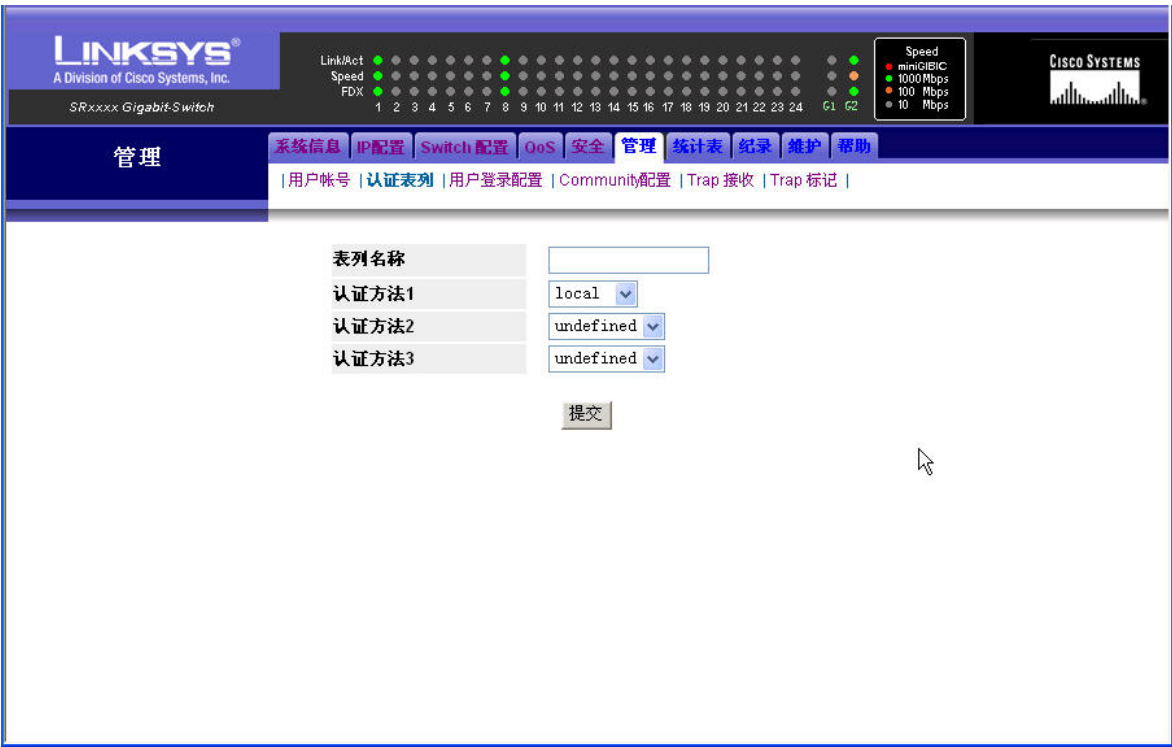 LINKSYS®
A Division of Cisco Systems, Inc.
SRxxxx Gigabit-Switch
Link/Act
Speed
FDX
1 2 3 4 5 6 7 8 9 10 11 12 13 14 15 16 17 18 19 20 21 22 23 24 G1 G2
Speed
miniGIBIC
1000 Mbps
100 Mbps
10 Mbps
CISCO SYSTEMS
管理
系统信息 IP配置 Switch 配置 QoS 安全 管理 统计表 纪录 维护 帮助
|用户帐号 |认证表列 |用户登录配置 |Community配置 |Trap 接收 |Trap 标记 |
表列名称
认证方法1 local
认证方法2 undefined
认证方法3 undefined
提交